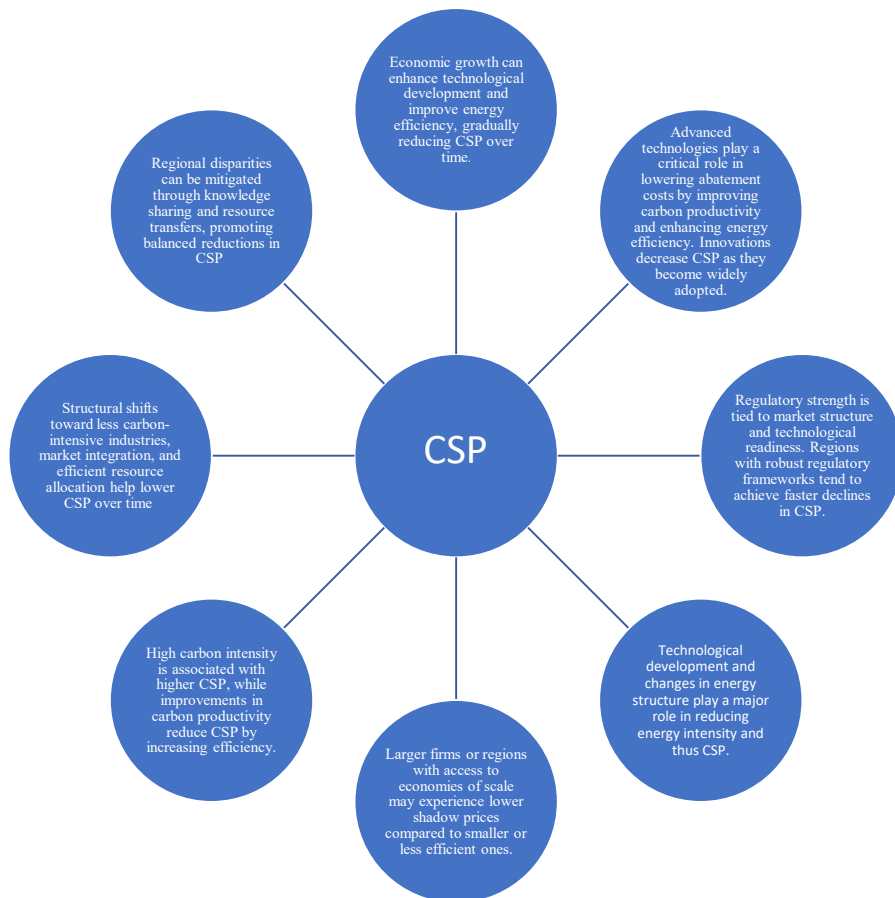 Economic growth can
enhance technological
development and
improve energy
efficiency, gradually
reducing CSP over
time.
Advanced
technologies play a
critical role in
lowering abatement
costs by improving
carbon productivity
and enhancing energy
efficiency. Innovations
decrease CSP as they
become widely
adopted.
Regulatory strength is
tied to market structure
and technological
readiness. Regions
with robust regulatory
frameworks tend to
achieve faster declines
in CSP.
Technological
development and
changes in energy
structure play a major
role in reducing
energy intensity and
thus CSP.
Larger firms or regions
with access to
economies of scale
may experience lower
shadow prices
compared to smaller or
less efficient ones.
High carbon intensity
is associated with
higher CSP, while
improvements in
carbon productivity
reduce CSP by
increasing efficiency.
Structural shifts
toward less carbon-
intensive industries,
market integration, and
efficient resource
allocation help lower
CSP over time
Regional disparities
can be mitigated
through knowledge
sharing and resource
transfers, promoting
balanced reductions in
CSP
CSP